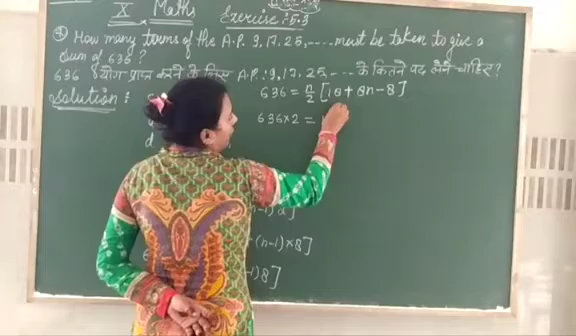 X Maths Exercise :5.3
How many terms of the A.P. 9, 17, 25, .... must be taken to give a
sum of 636 ?
636 योग प्राप्त करने के लिए A.P.: 9, 17, 25, ... के कितने पद लेने चाहिए ?
Solution :
636 = n/2 [18 + 8n - 8]
636×2 =
d
(n-1) d]
+ (n-1) × 8]
-1) 8]